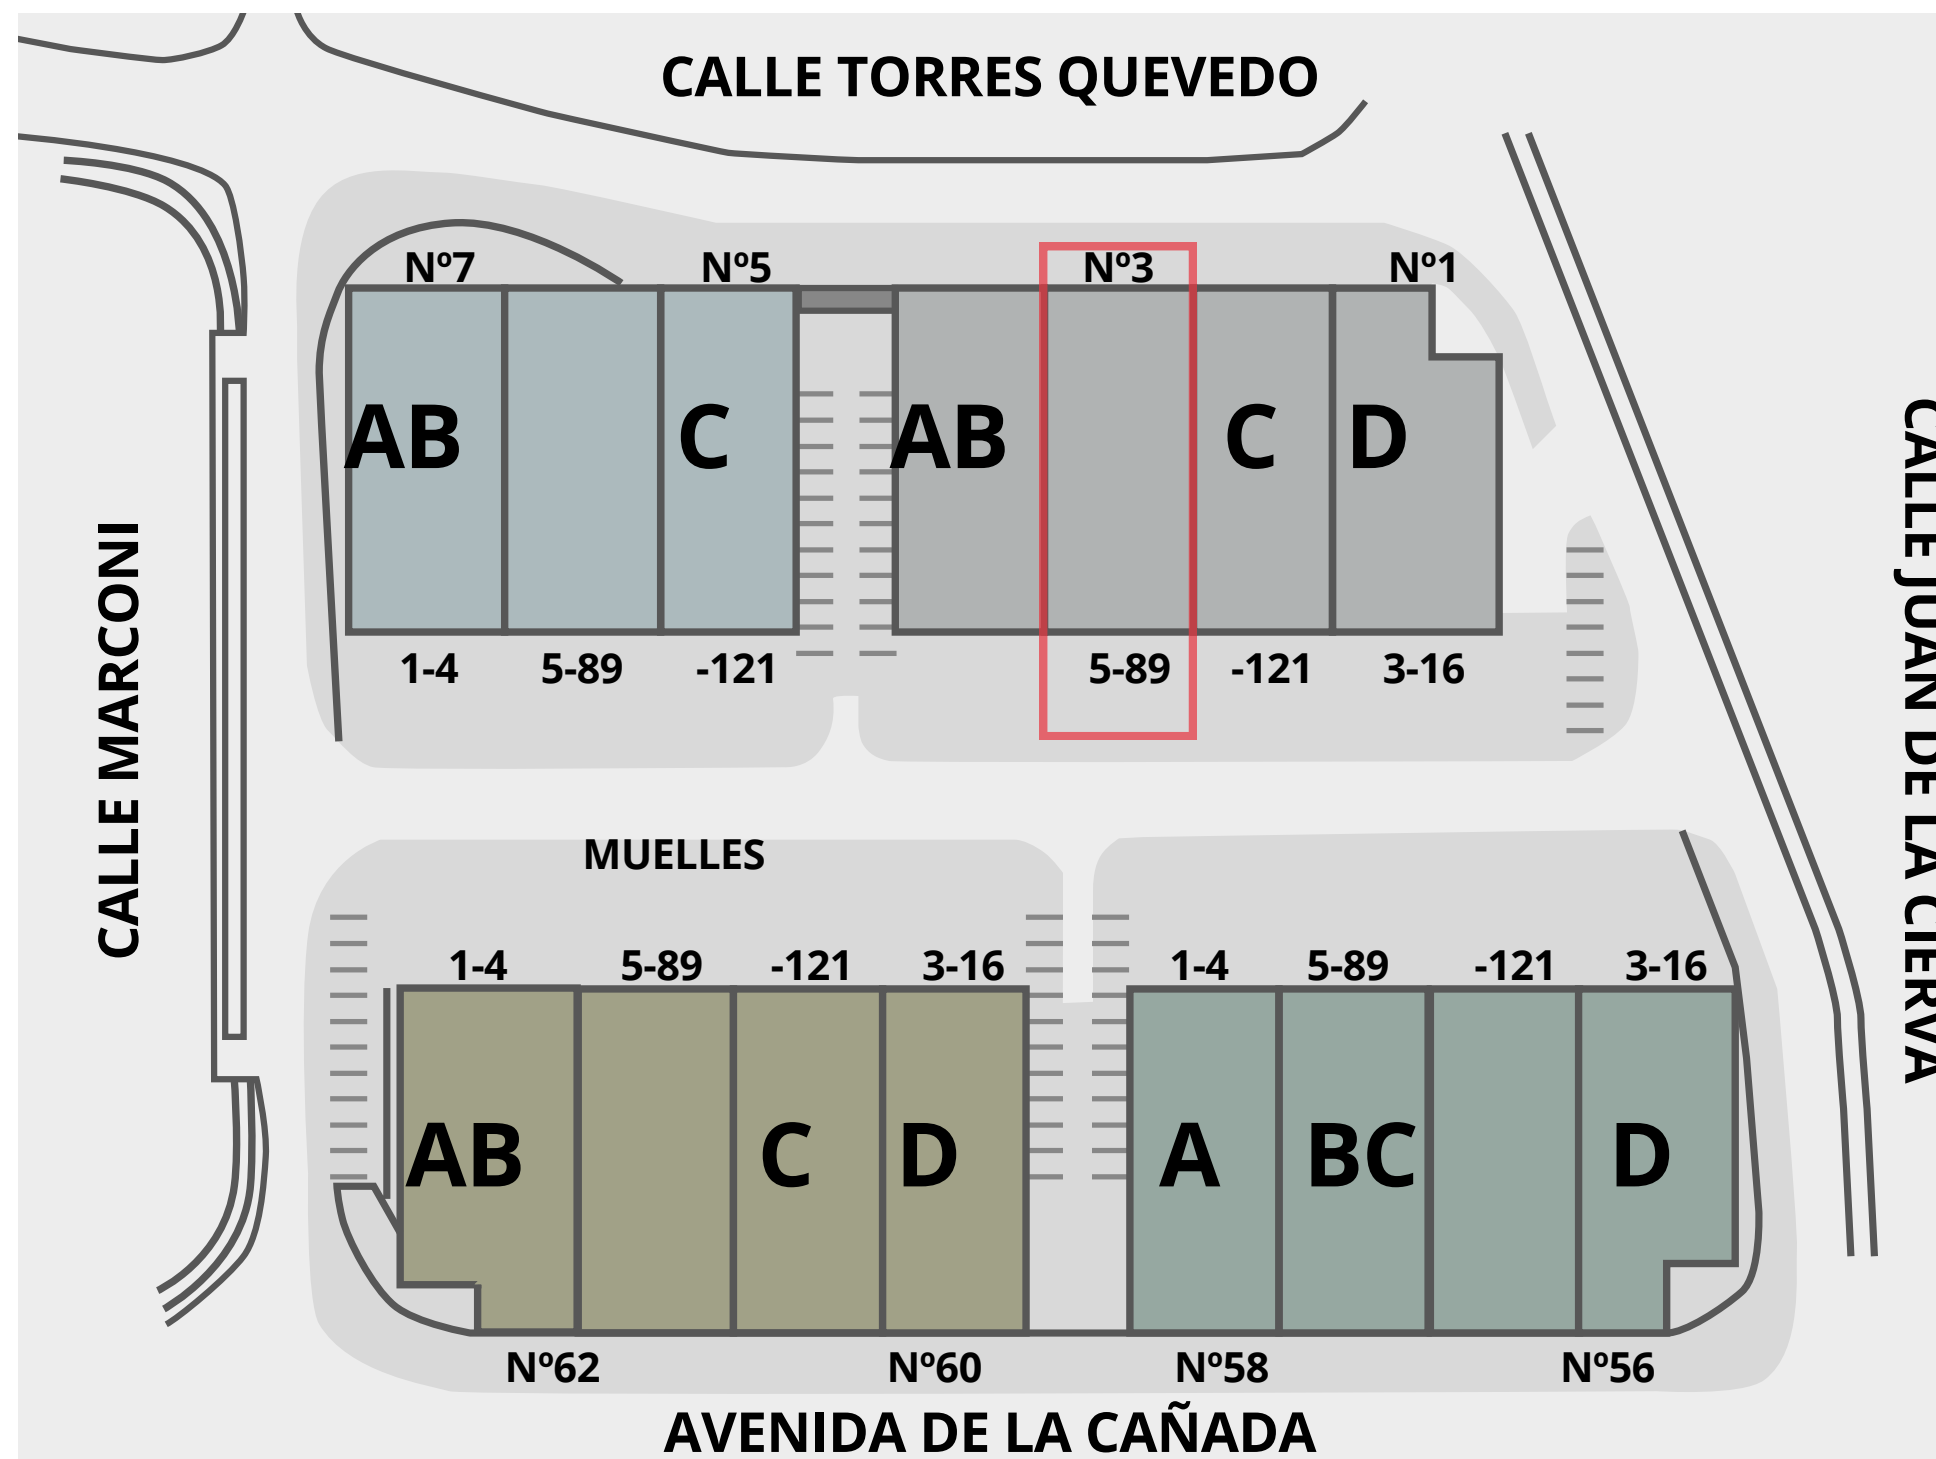 CALLE TORRES QUEVEDO
Nº7
Nº5
Nº3
Nº1
AB
C
AB
C
D
1-4
5-89
-121
5-89
-121
3-16
CALLE MARCONI
CALLE JUAN DE LA CIERVA
MUELLES
1-4
5-89
-121
3-16
1-4
5-89
-121
3-16
AB
C
D
A
BC
D
Nº62
Nº60
Nº58
Nº56
AVENIDA DE LA CAÑADA